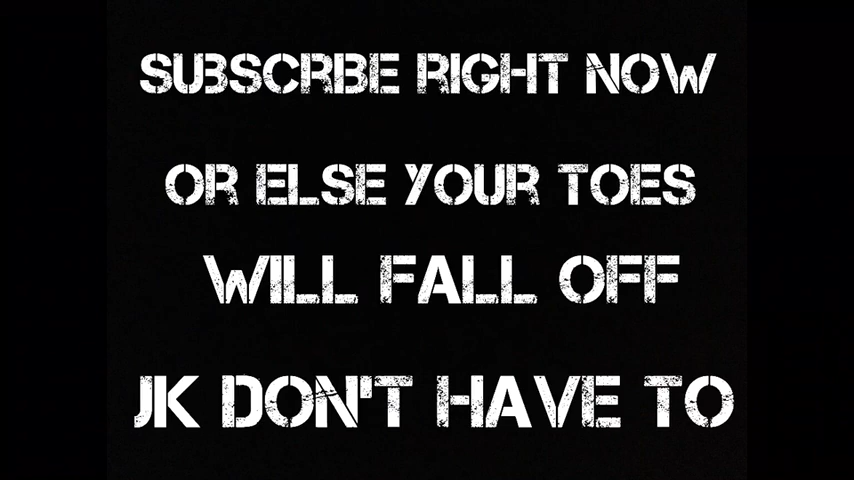 SUBSCRBE RIGHT NOW
OR ELSE YOUR TOES
WILL FALL OFF
JK DON'T HAVE TO